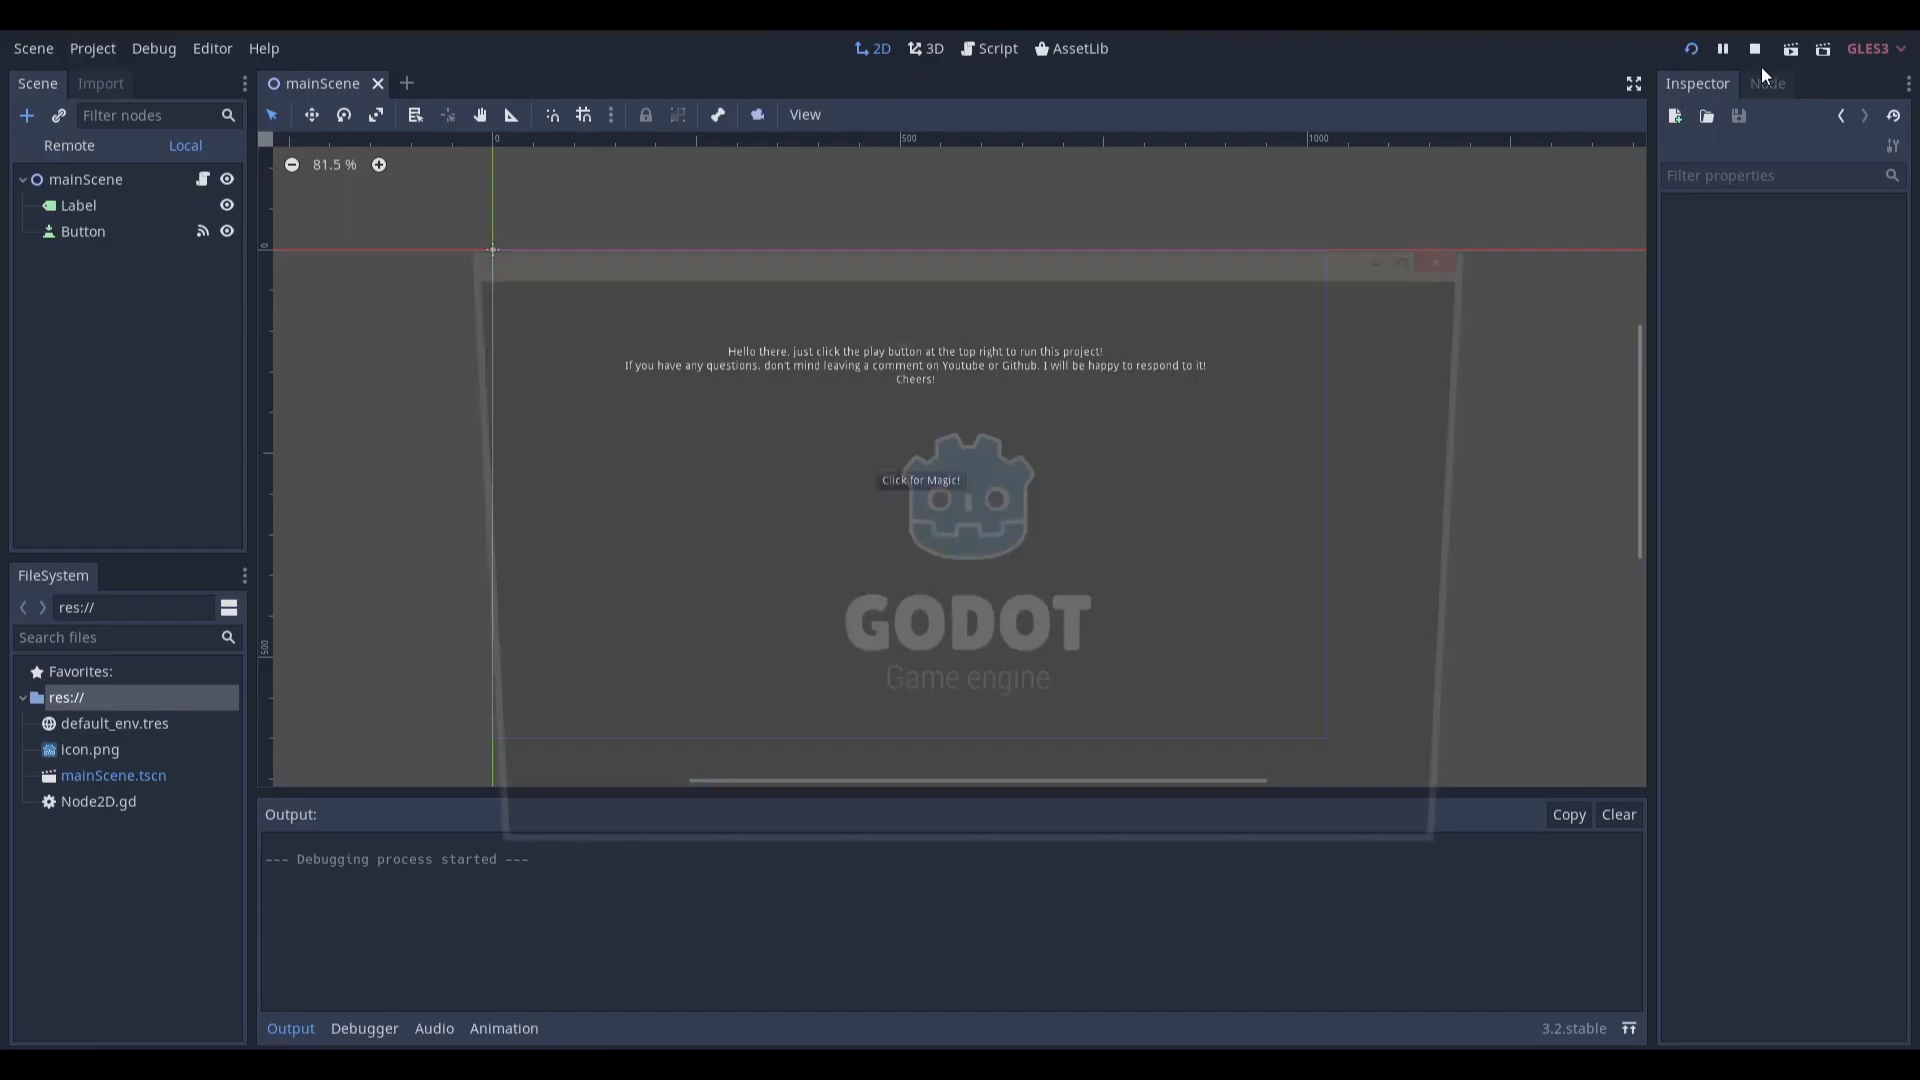 Scene Project Debug Editor Help
2D 3D Script AssetLib
GLES3
Scene Import
mainScene
Inspector Node
Filter nodes
View
Remote Local
81.5 %
0 500 1000
0
500
Filter properties
mainScene
Label
Button
Hello there, just click the play button at the top right to run this project!
If you have any questions, don't mind leaving a comment on Youtube or Github. I will be happy to respond to it!
Cheers!
Click for Magic!
GODOT
Game engine
FileSystem
res://
Search files
Favorites:
res://
default_env.tres
icon.png
mainScene.tscn
Node2D.gd
Output:
Copy Clear
--- Debugging process started ---
Output Debugger Audio Animation
3.2.stable